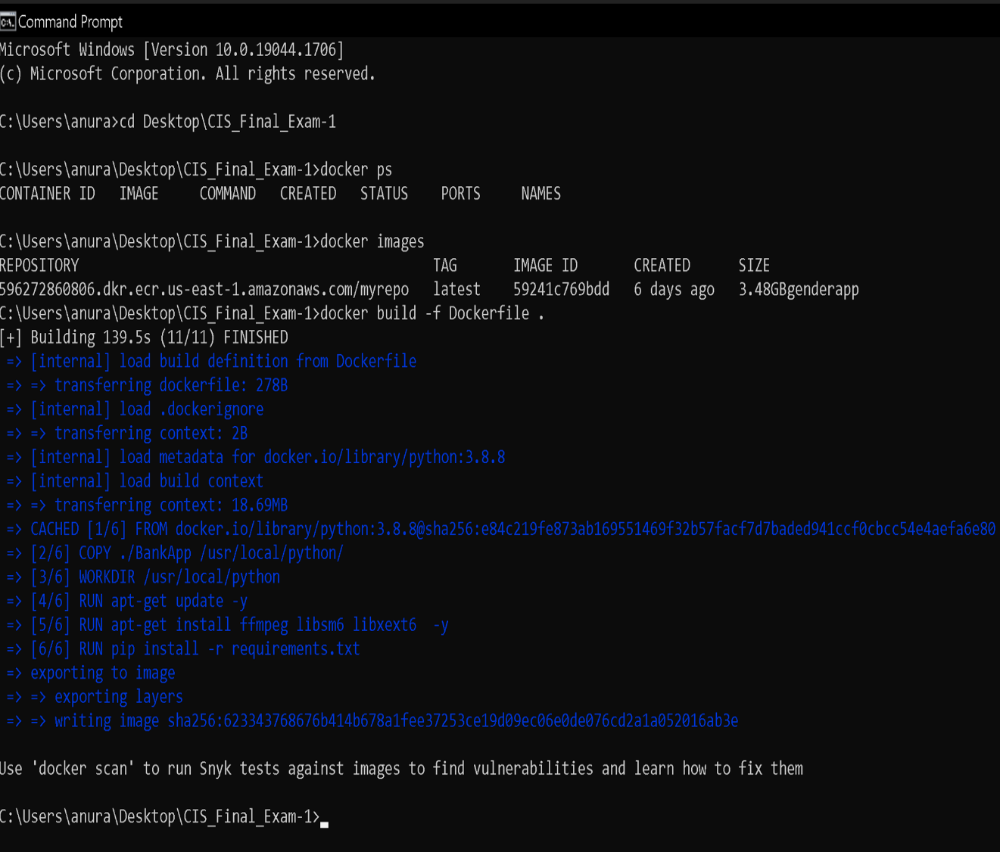 Command Prompt
Microsoft Windows [Version 10.0.19044.1706]
(c) Microsoft Corporation. All rights reserved.
C:\Users\anura>cd Desktop\CIS_Final_Exam-1
C:\Users\anura\Desktop\CIS_Final_Exam-1>docker ps
CONTAINER ID   IMAGE     COMMAND   CREATED   STATUS    PORTS     NAMES
C:\Users\anura\Desktop\CIS_Final_Exam-1>docker images
REPOSITORY                                            TAG       IMAGE ID       CREATED      SIZE
596272860806.dkr.ecr.us-east-1.amazonaws.com/myrepo   latest    59241c769bdd   6 days ago   3.48GBgenderapp
C:\Users\anura\Desktop\CIS_Final_Exam-1>docker build -f Dockerfile .
[+] Building 139.5s (11/11) FINISHED
=> [internal] load build definition from Dockerfile
=> => transferring dockerfile: 278B
=> [internal] load .dockerignore
=> => transferring context: 2B
=> [internal] load metadata for docker.io/library/python:3.8.8
=> [internal] load build context
=> => transferring context: 18.69MB
=> CACHED [1/6] FROM docker.io/library/python:3.8.8@sha256:e84c219fe873ab169551469f32b57facf7d7baded941ccf0cbcc54e4aefa6e80
=> [2/6] COPY ./BankApp /usr/local/python/
=> [3/6] WORKDIR /usr/local/python
=> [4/6] RUN apt-get update -y
=> [5/6] RUN apt-get install ffmpeg libsm6 libxext6  -y
=> [6/6] RUN pip install -r requirements.txt
=> exporting to image
=> => exporting layers
=> => writing image sha256:623343768676b414b678a1fee37253ce19d09ec06e0de076cd2a1a052016ab3e
Use 'docker scan' to run Snyk tests against images to find vulnerabilities and learn how to fix them
C:\Users\anura\Desktop\CIS_Final_Exam-1>